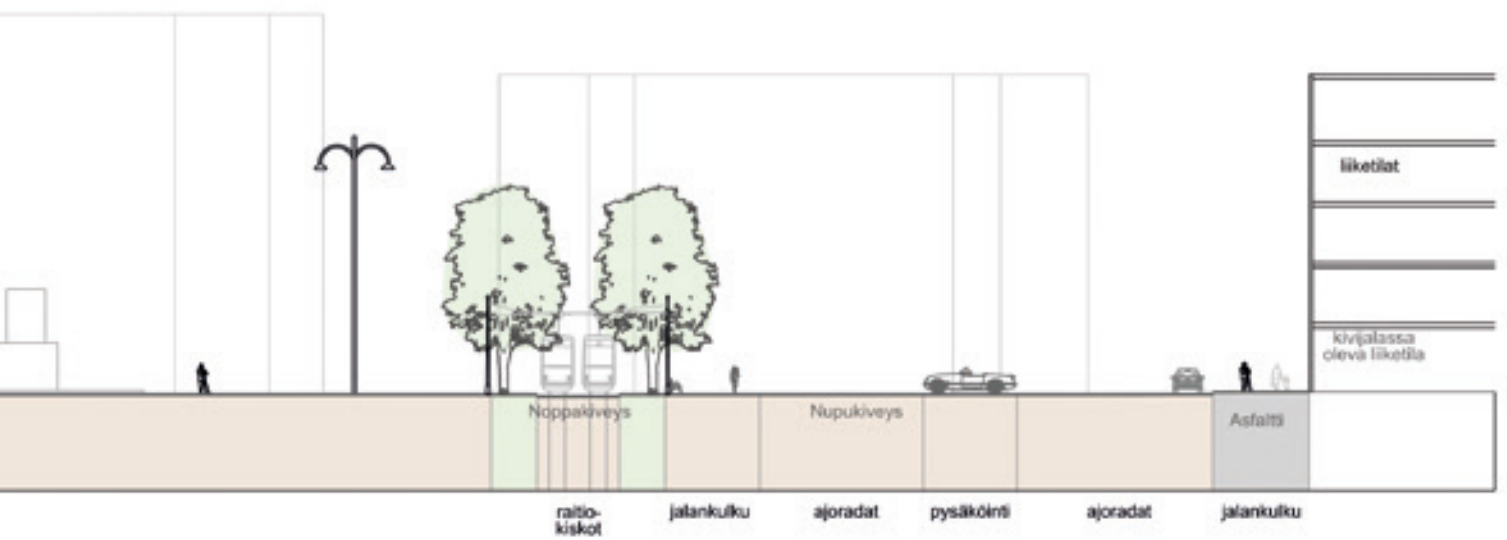 liiketilat
kivijalassa
oleva liiketila
Noppakiveys
Nupukiveys
Asfaltti
raitio-
kiskot
jalankulku
ajoradat
pysäköinti
ajoradat
jalankulku